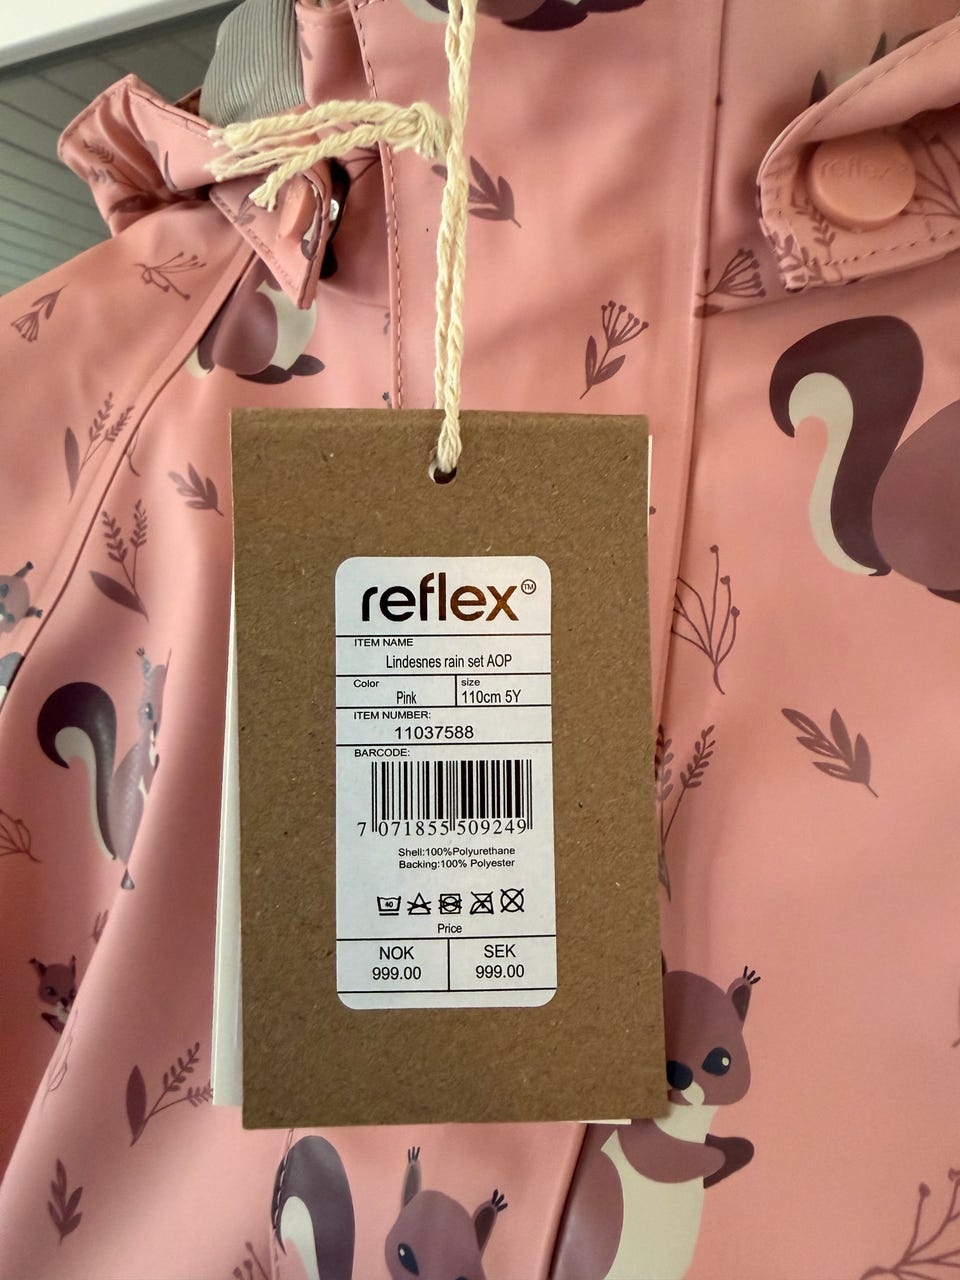 reflex
reflex™
ITEM NAME
Lindesnes rain set AOP
Color
Pink
size
110cm 5Y
ITEM NUMBER:
11037588
BARCODE:
7 071855 509249
Shell:100%Polyurethane
Backing:100% Polyester
40
Price
NOK
999.00
SEK
999.00